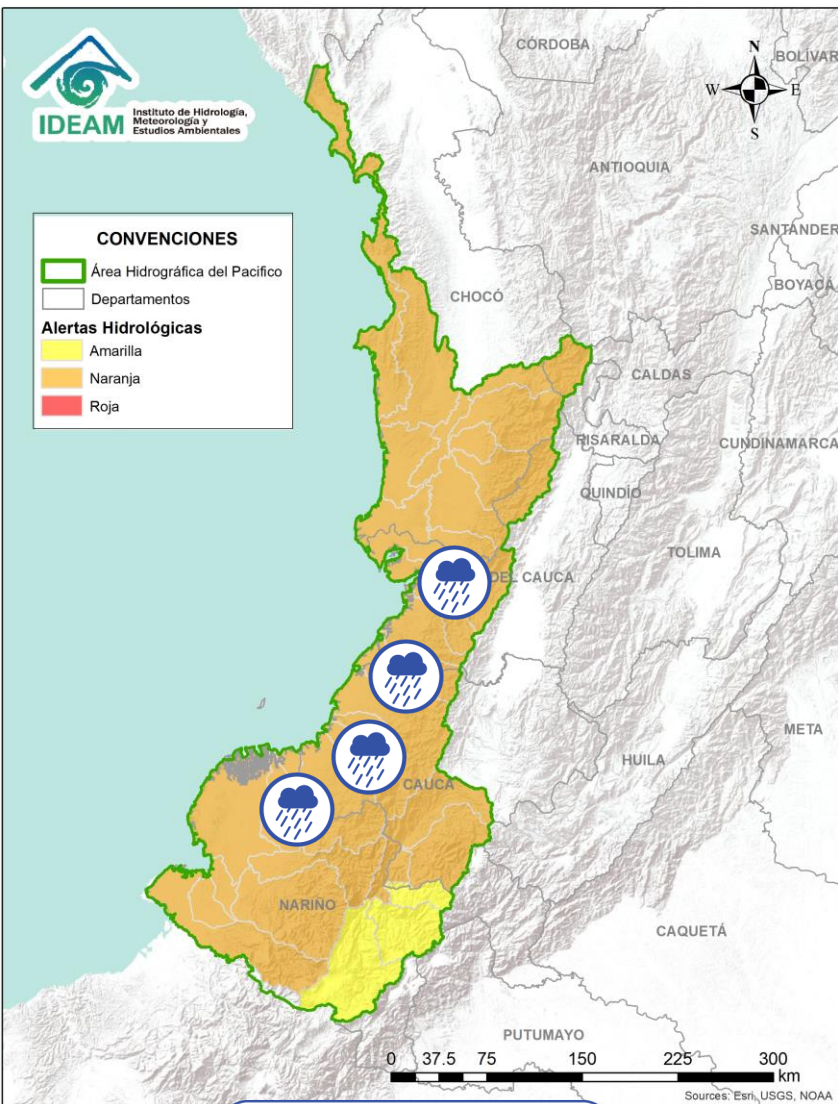 IDEAM
Instituto de Hidrología,
Meteorología y
Estudios Ambientales
CONVENCIONES
Área Hidrográfica del Pacifico
Departamentos
Alertas Hidrológicas
Amarilla
Naranja
Roja
N
W
E
S
CÓRDOBA
BOLÍVAR
ANTIOQUIA
SANTANDER
BOYACÁ
CHOCÓ
CALDAS
RISARALDA
CUNDINAMARCA
QUINDÍO
TOLIMA
DEL CAUCA
META
HUILA
CAUCA
NARIÑO
CAQUETÁ
PUTUMAYO
0 37.5 75 150 225 300
km
Sources: Esri, USGS, NOAA